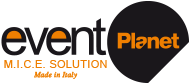 event Planet
M.I.C.E. SOLUTION
Made in Italy